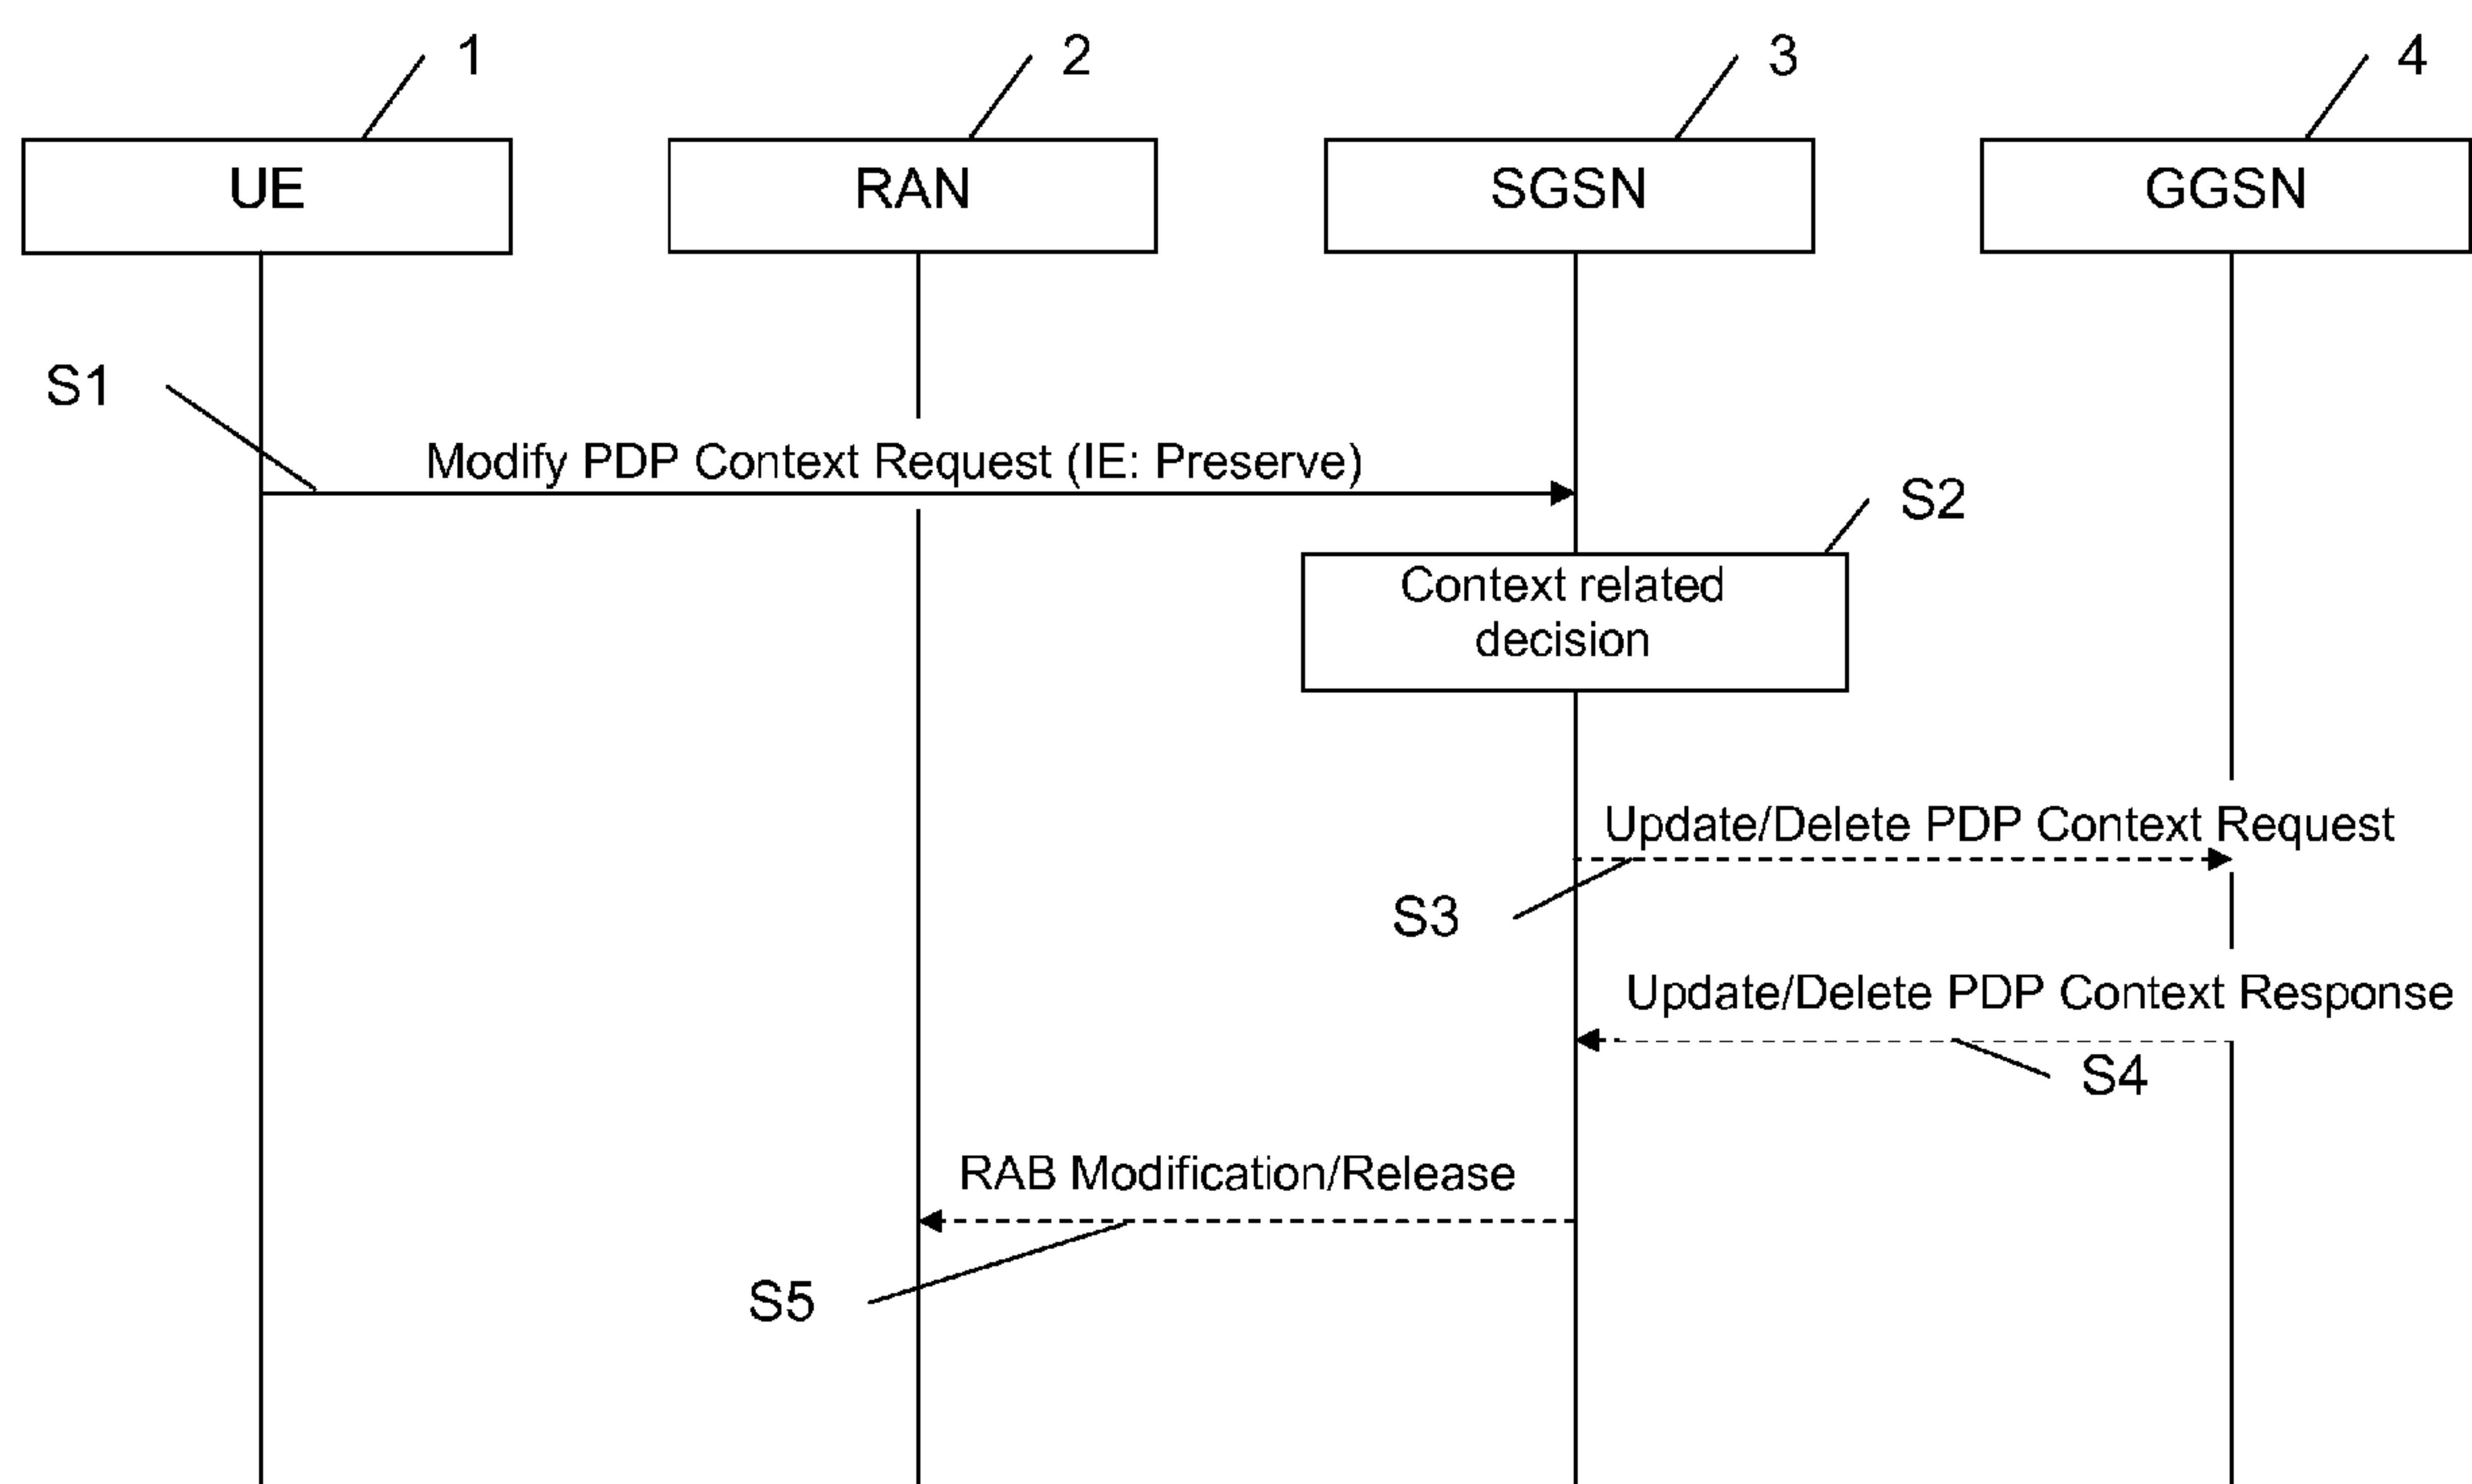 1
2
3
4
UE
RAN
SGSN
GGSN
S1
Modify PDP Context Request (IE: Preserve)
S2
Context related
decision
Update/Delete PDP Context Request
S3
Update/Delete PDP Context Response
S4
RAB Modification/Release
S5